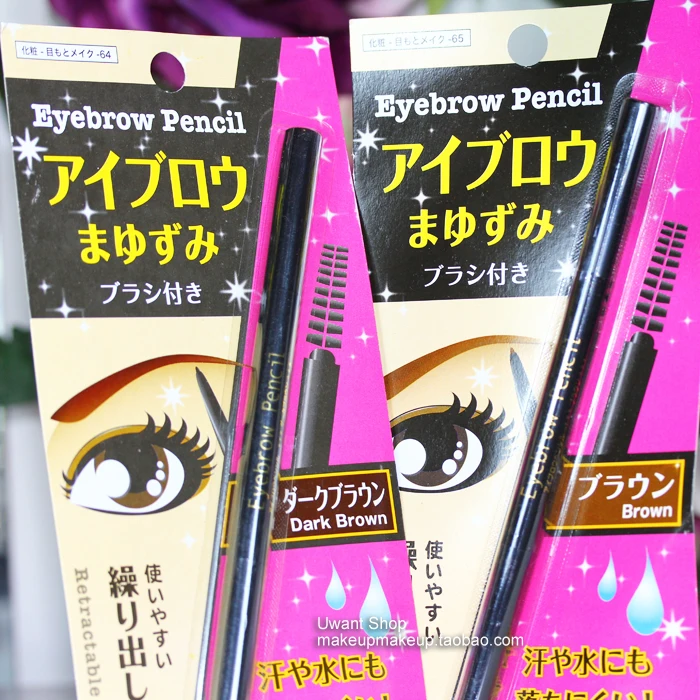 化粧-目もとメイク-64
Eyebrow Pencil
アイブロウ
まゆずみ
ブラシ付き
Eyebrow Pencil
ダークブラウン
Dark Brown
使いやすい
繰り出し
Retractable
汗や水にも
化粧-目もとメイク-65
Eyebrow Pencil
アイブロウ
まゆずみ
ブラシ付き
Eyebrow Pencil
ブラウン
Brown
使いやすい
汗や水にも
落ちにくい!
Uwant Shop
makeupmakeup.taobao.com